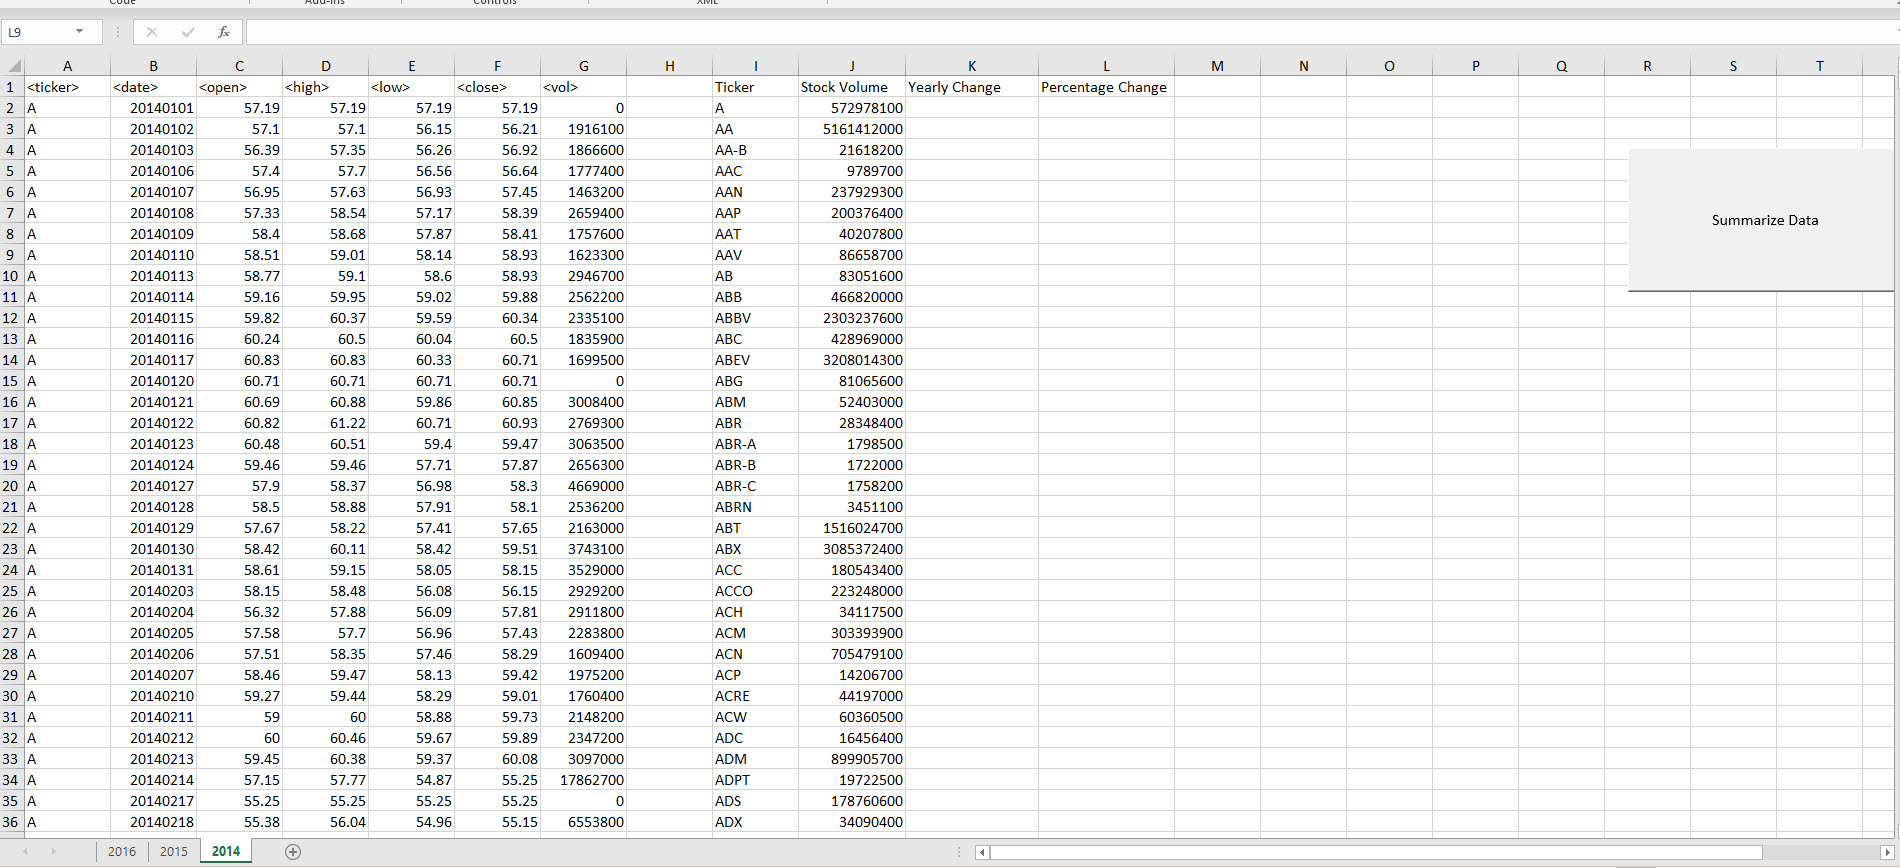 Code Add-ins Controls XML
L9 fx
A B C D E F G H I J K L M N O P Q R S T
1 <ticker> <date> <open> <high> <low> <close> <vol> Ticker Stock Volume Yearly Change Percentage Change
2 A 20140101 57.19 57.19 57.19 57.19 0 A 572978100
3 A 20140102 57.1 57.1 56.15 56.21 1916100 AA 5161412000
4 A 20140103 56.39 57.35 56.26 56.92 1866600 AA-B 21618200
5 A 20140106 57.4 57.7 56.56 56.64 1777400 AAC 9789700
6 A 20140107 56.95 57.63 56.93 57.45 1463200 AAN 237929300
7 A 20140108 57.33 58.54 57.17 58.39 2659400 AAP 200376400
8 A 20140109 58.4 58.68 57.87 58.41 1757600 AAT 40207800
Summarize Data
9 A 20140110 58.51 59.01 58.14 58.93 1623300 AAV 86658700
10 A 20140113 58.77 59.1 58.6 58.93 2946700 AB 83051600
11 A 20140114 59.16 59.95 59.02 59.88 2562200 ABB 466820000
12 A 20140115 59.82 60.37 59.59 60.34 2335100 ABBV 2303237600
13 A 20140116 60.24 60.5 60.04 60.5 1835900 ABC 428969000
14 A 20140117 60.83 60.83 60.33 60.71 1699500 ABEV 3208014300
15 A 20140120 60.71 60.71 60.71 60.71 0 ABG 81065600
16 A 20140121 60.69 60.88 59.86 60.85 3008400 ABM 52403000
17 A 20140122 60.82 61.22 60.71 60.93 2769300 ABR 28348400
18 A 20140123 60.48 60.51 59.4 59.47 3063500 ABR-A 1798500
19 A 20140124 59.46 59.46 57.71 57.87 2656300 ABR-B 1722000
20 A 20140127 57.9 58.37 56.98 58.3 4669000 ABR-C 1758200
21 A 20140128 58.5 58.88 57.91 58.1 2536200 ABRN 3451100
22 A 20140129 57.67 58.22 57.41 57.65 2163000 ABT 1516024700
23 A 20140130 58.42 60.11 58.42 59.51 3743100 ABX 3085372400
24 A 20140131 58.61 59.15 58.05 58.15 3529000 ACC 180543400
25 A 20140203 58.15 58.48 56.08 56.15 2929200 ACCO 223248000
26 A 20140204 56.32 57.88 56.09 57.81 2911800 ACH 34117500
27 A 20140205 57.58 57.7 56.96 57.43 2283800 ACM 303393900
28 A 20140206 57.51 58.35 57.46 58.29 1609400 ACN 705479100
29 A 20140207 58.46 59.47 58.13 59.42 1975200 ACP 14206700
30 A 20140210 59.27 59.44 58.29 59.01 1760400 ACRE 44197000
31 A 20140211 59 60 58.88 59.73 2148200 ACW 60360500
32 A 20140212 60 60.46 59.67 59.89 2347200 ADC 16456400
33 A 20140213 59.45 60.38 59.37 60.08 3097000 ADM 899905700
34 A 20140214 57.15 57.77 54.87 55.25 17862700 ADPT 19722500
35 A 20140217 55.25 55.25 55.25 55.25 0 ADS 178760600
36 A 20140218 55.38 56.04 54.96 55.15 6553800 ADX 34090400
2016 2015 2014